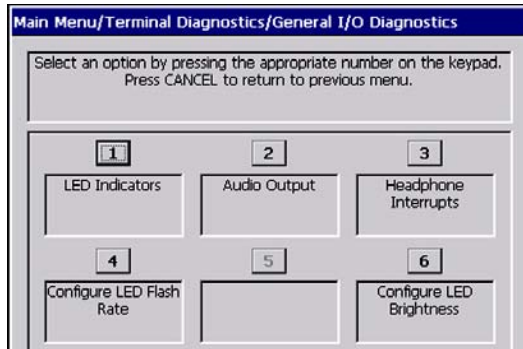 Main Menu/Terminal Diagnostics/General I/O Diagnostics
Select an option by pressing the appropriate number on the keypad.
Press CANCEL to return to previous menu.
1 2 3
LED Indicators Audio Output Headphone
Interrupts
4 5 6
Configure LED Flash Configure LED
Rate Brightness